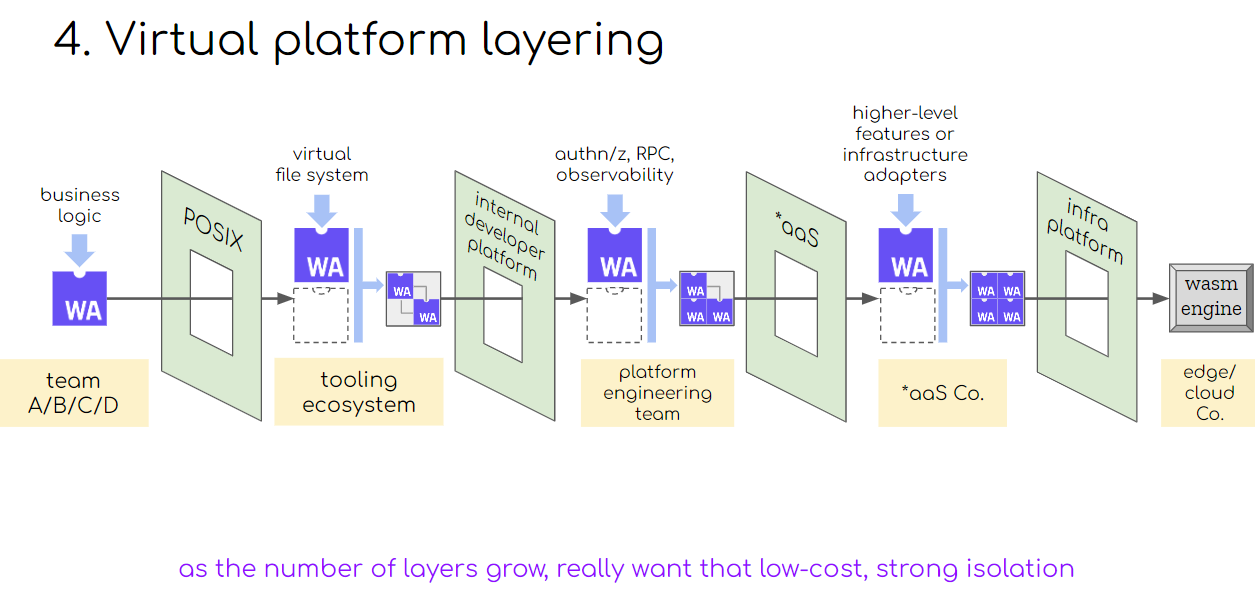 4. Virtual platform layering
business
logic
WA
team
A/B/C/D
POSIX
virtual
file system
WA
WA
WA
tooling
ecosystem
internal
developer
platform
authn/z, RPC,
observability
WA
WA
WA WA
platform
engineering
team
*aaS
higher-level
features or
infrastructure
adapters
WA
WA WA
WA WA
*aaS Co.
infra
platform
wasm
engine
edge/
cloud
Co.
as the number of layers grow, really want that low-cost, strong isolation